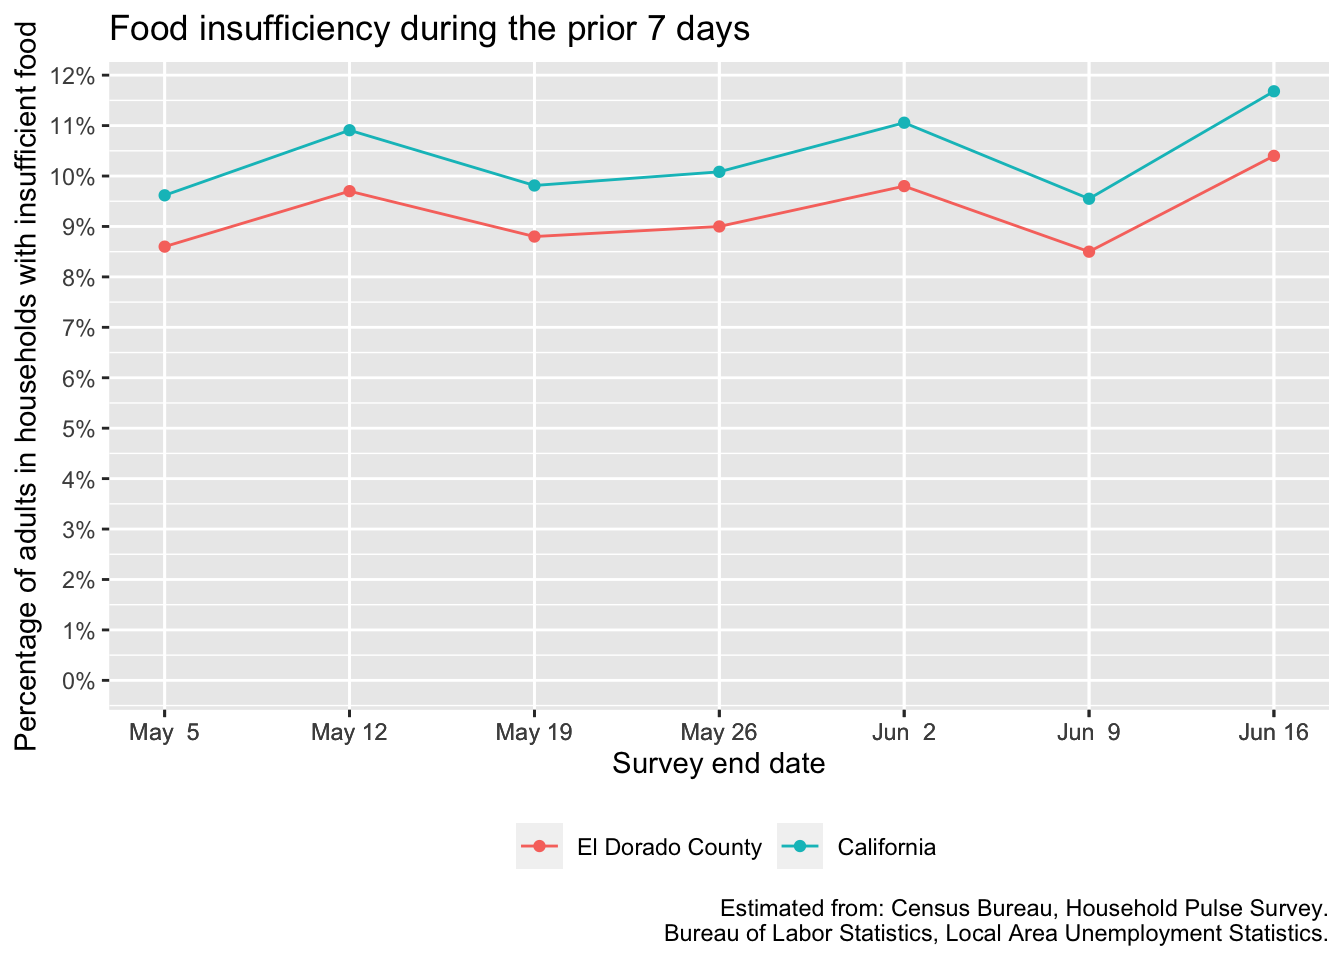 Food insufficiency during the prior 7 days
Percentage of adults in households with insufficient food
12%
11%
10%
9%
8%
7%
6%
5%
4%
3%
2%
1%
0%
May  5 May 12 May 19 May 26 Jun  2 Jun  9 Jun 16
Survey end date
El Dorado County California
Estimated from: Census Bureau, Household Pulse Survey.
Bureau of Labor Statistics, Local Area Unemployment Statistics.